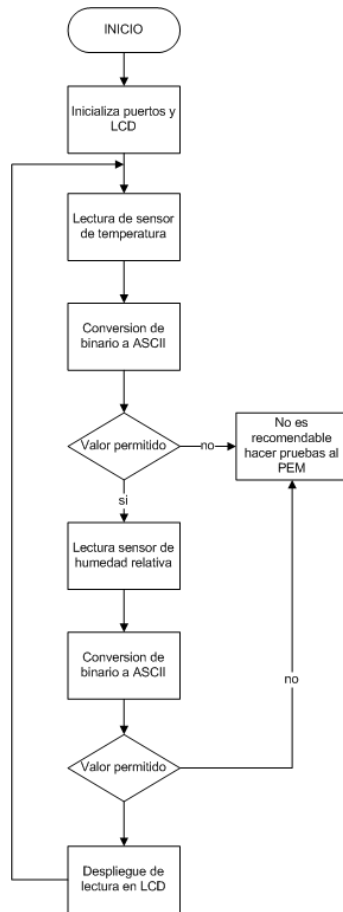 INICIO
Inicializa puertos y
LCD
Lectura de sensor
de temperatura
Conversion de
binario a ASCII
Valor permitido
no
No es
recomendable
hacer pruebas al
PEM
si
Lectura sensor de
humedad relativa
Conversion de
binario a ASCII
no
Valor permitido
Despliegue de
lectura en LCD